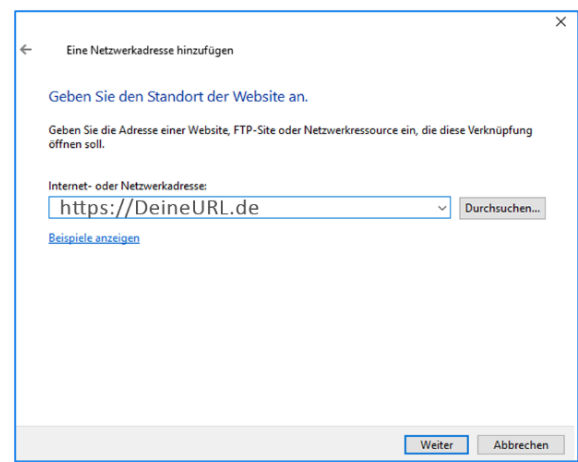 Eine Netzwerkadresse hinzufügen
Geben Sie den Standort der Website an.
Geben Sie die Adresse einer Website, FTP-Site oder Netzwerkressource ein, die diese Verknüpfung
öffnen soll.
Internet- oder Netzwerkadresse:
https://DeineURL.de
Durchsuchen...
Beispiele anzeigen
Weiter
Abbrechen